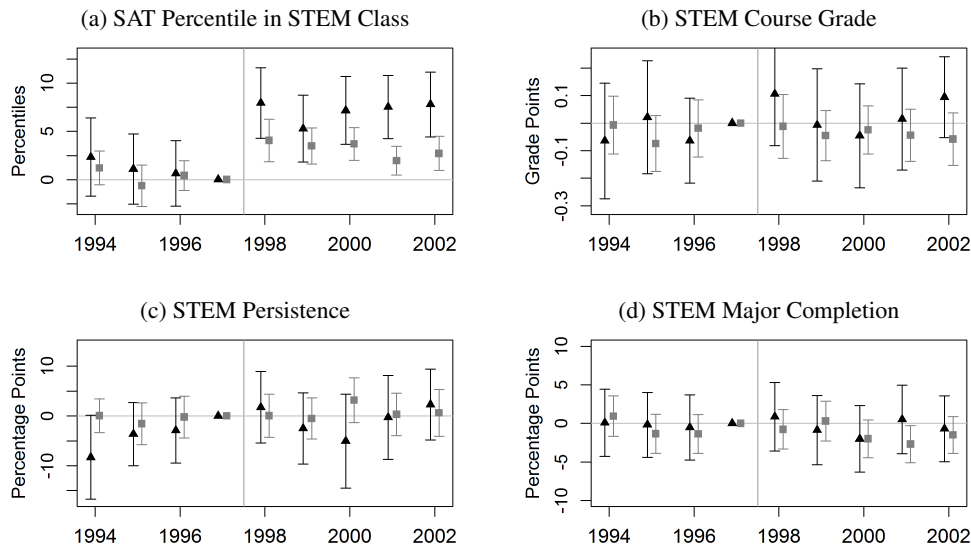 (a) SAT Percentile in STEM Class
Percentiles
10
5
0
1994 1996 1998 2000 2002
(b) STEM Course Grade
Grade Points
0.1
-0.1
-0.3
1994 1996 1998 2000 2002
(c) STEM Persistence
Percentage Points
10
0
-10
1994 1996 1998 2000 2002
(d) STEM Major Completion
Percentage Points
10
5
0
-5
-10
1994 1996 1998 2000 2002